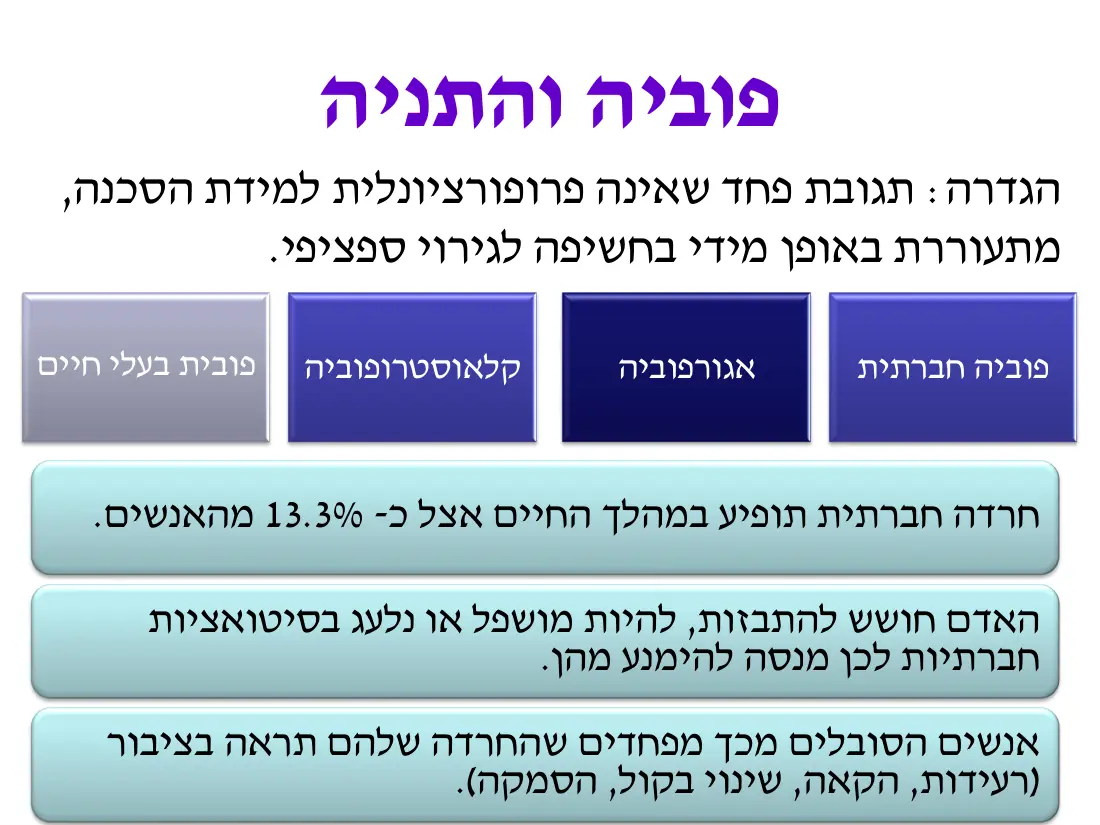 פוביה והתניה
הגדרה : תגובת פחד שאינה פרופורציונלית למידת הסכנה,
מתעוררת באופן מידי בחשיפה לגירוי ספציפי.
פוביה חברתית
אגורפוביה
קלאוסטרופוביה
פובית בעלי חיים
חרדה חברתית תופיע במהלך החיים אצל כ- 13.3% מהאנשים.
האדם חושש להתבזות, להיות מושפל או נלעג בסיטואציות
חברתיות לכן מנסה להימנע מהן.
אנשים הסובלים מכך מפחדים שהחרדה שלהם תראה בציבור
(רעידות, הקאה, שינוי בקול, הסמקה).